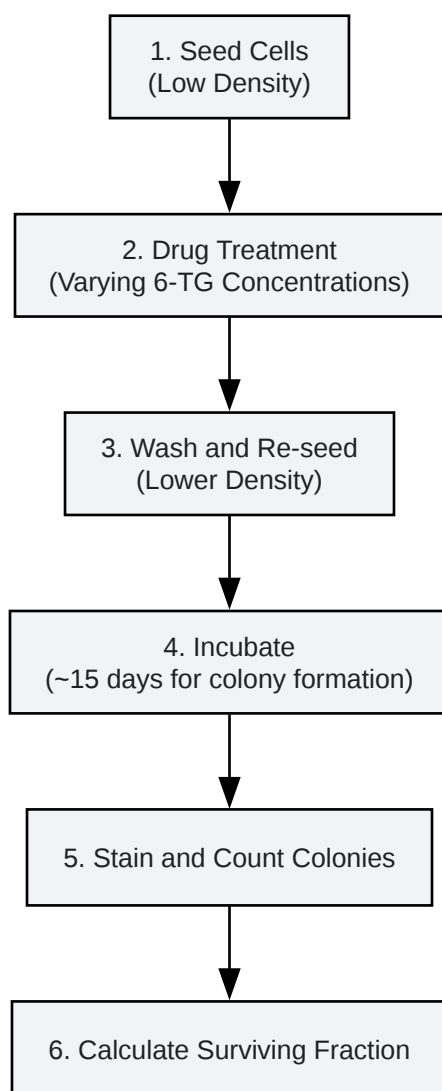 1. Seed Cells
(Low Density)
2. Drug Treatment
(Varying 6-TG Concentrations)
3. Wash and Re-seed
(Lower Density)
4. Incubate
(~15 days for colony formation)
5. Stain and Count Colonies
6. Calculate Surviving Fraction